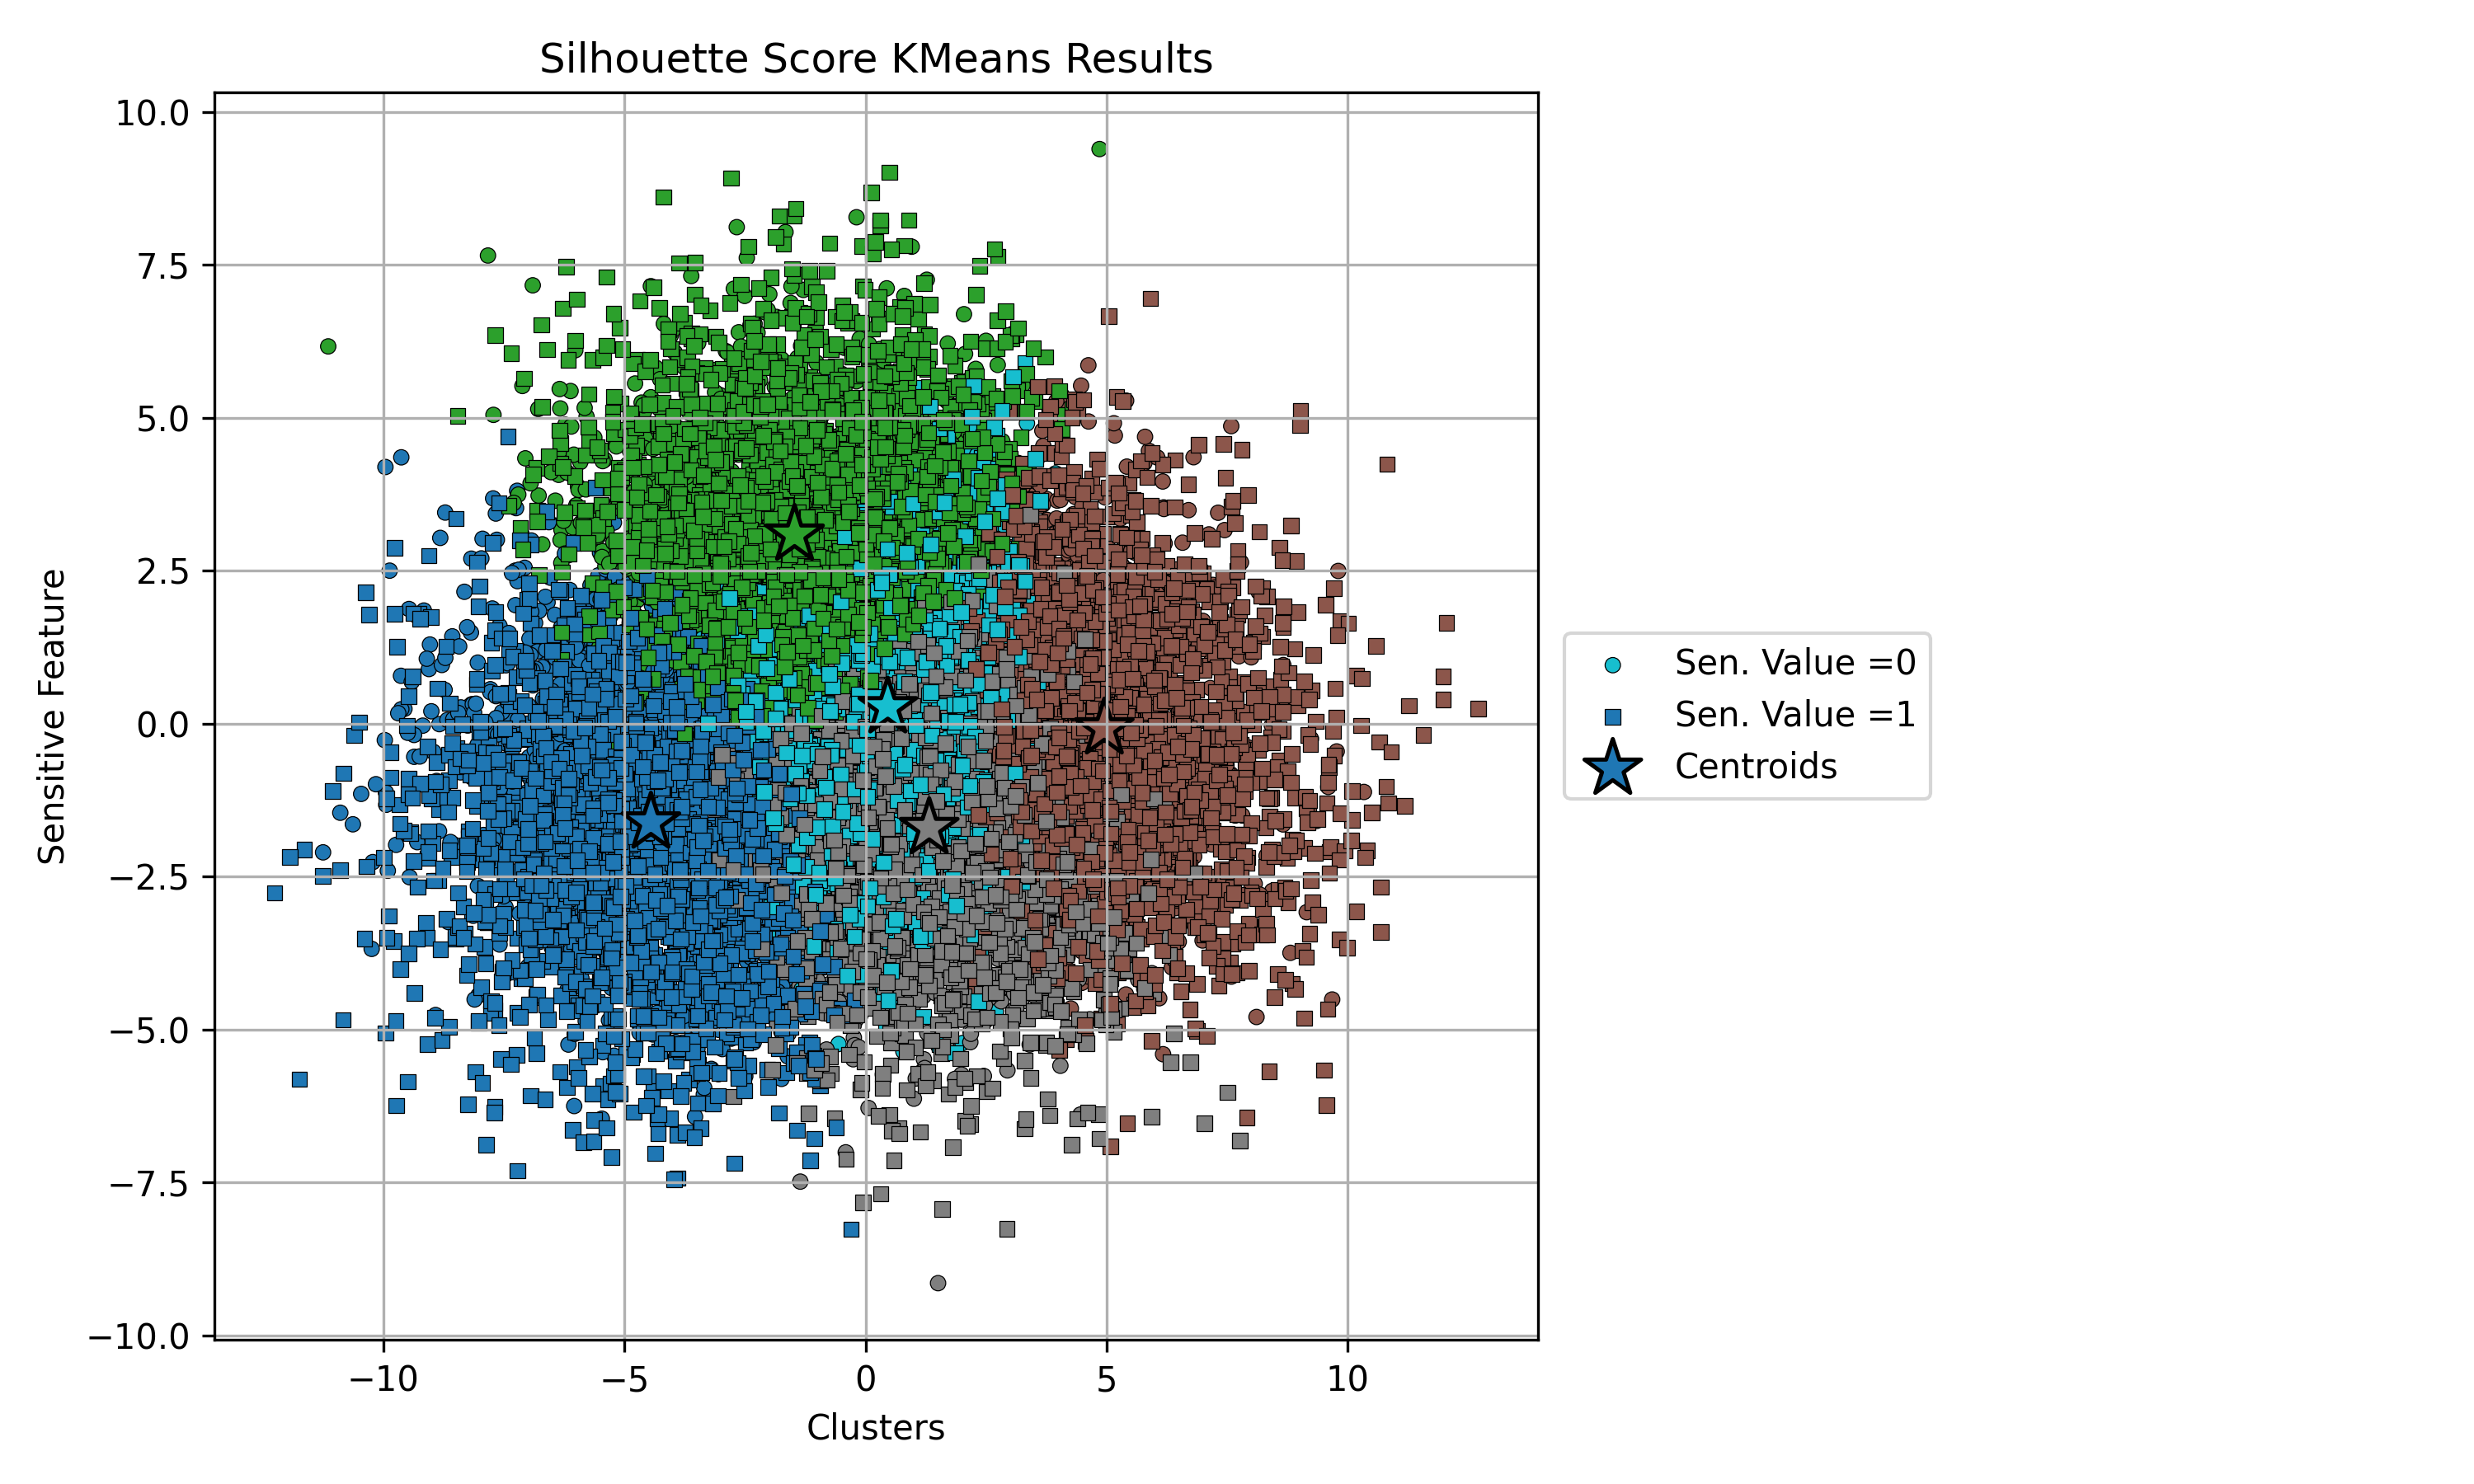 Silhouette Score KMeans Results
10.0
7.5
5.0
2.5
0.0
−2.5
−5.0
−7.5
−10.0
Sensitive Feature
−10
−5
0
5
10
Clusters
Sen. Value =0
Sen. Value =1
Centroids